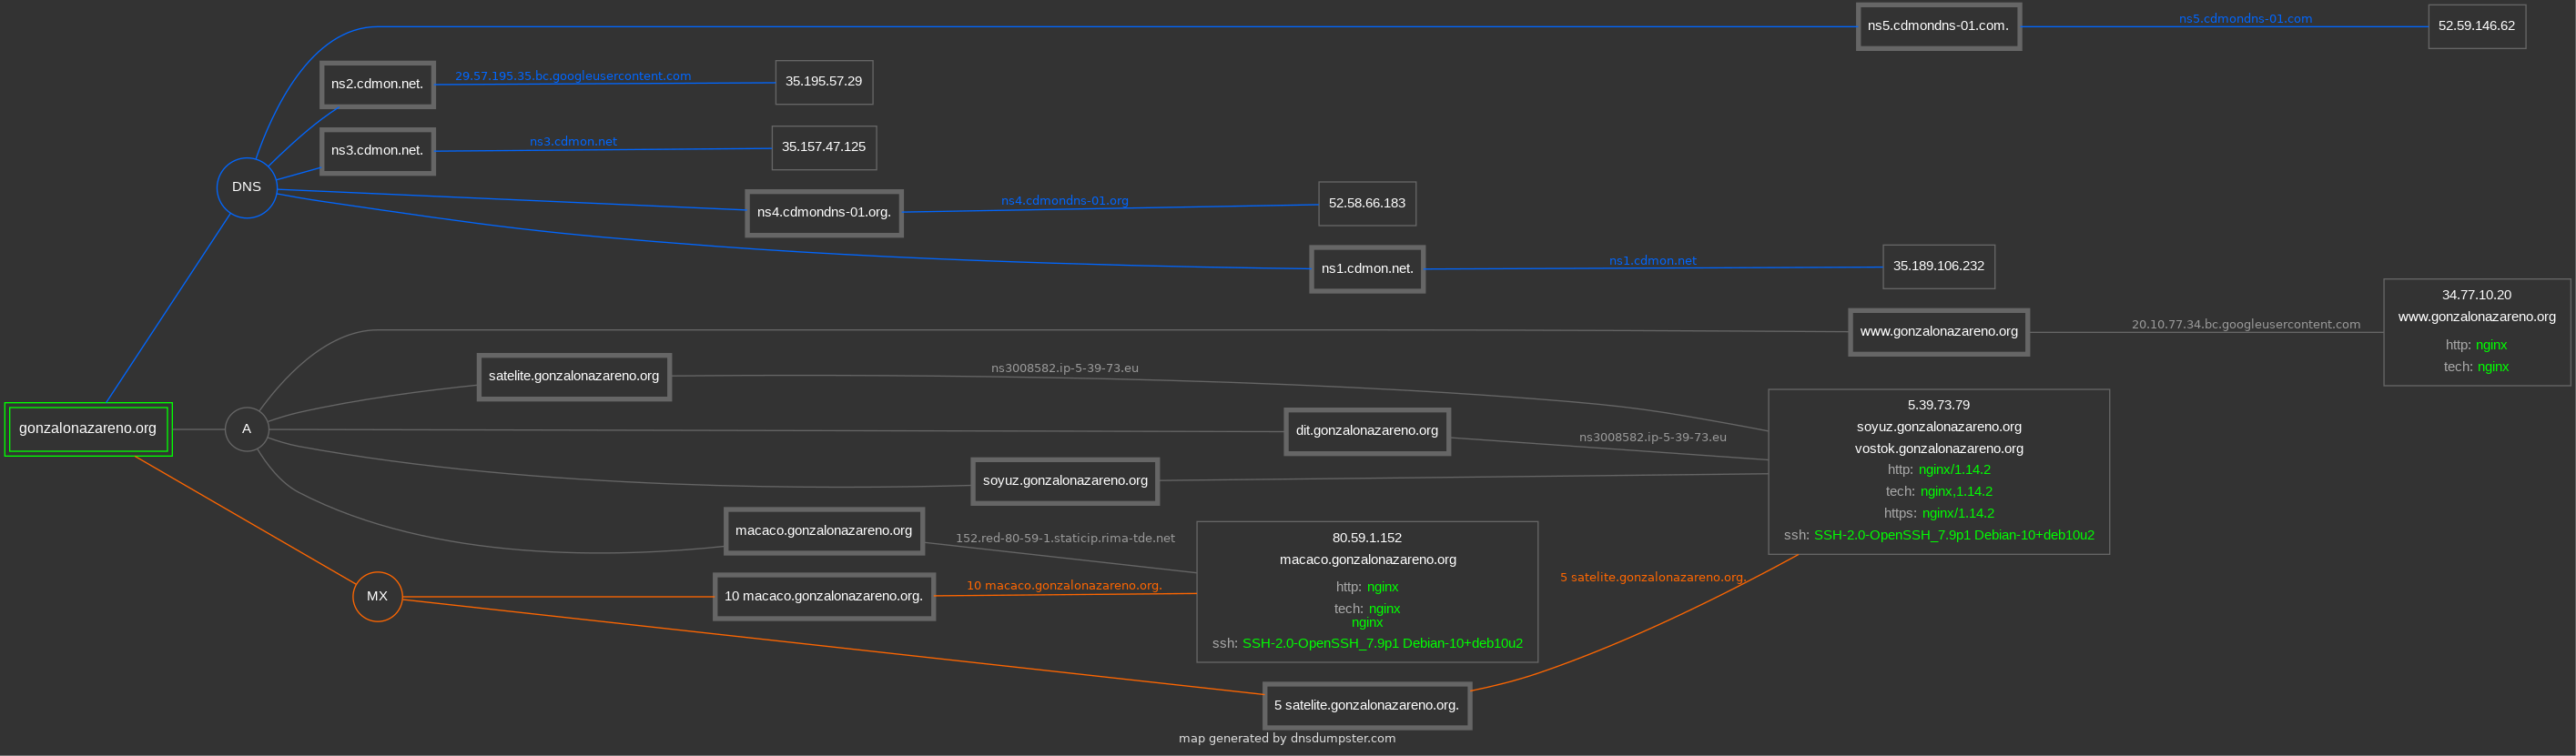 ns5.cdmondns-01.com.
ns5.cdmondns-01.com
52.59.146.62
ns2.cdmon.net.
29.57.195.35.bc.googleusercontent.com
35.195.57.29
ns3.cdmon.net.
ns3.cdmon.net
35.157.47.125
DNS
ns4.cdmondns-01.org.
ns4.cdmondns-01.org
52.58.66.183
ns1.cdmon.net.
ns1.cdmon.net
35.189.106.232
www.gonzalonazareno.org
20.10.77.34.bc.googleusercontent.com
34.77.10.20
www.gonzalonazareno.org
http: nginx
tech: nginx
satelite.gonzalonazareno.org
ns3008582.ip-5-39-73.eu
gonzalonazareno.org
A
dit.gonzalonazareno.org
ns3008582.ip-5-39-73.eu
soyuz.gonzalonazareno.org
5.39.73.79
soyuz.gonzalonazareno.org
vostok.gonzalonazareno.org
http: nginx/1.14.2
tech: nginx,1.14.2
https: nginx/1.14.2
ssh: SSH-2.0-OpenSSH_7.9p1 Debian-10+deb10u2
macaco.gonzalonazareno.org
152.red-80-59-1.staticip.rima-tde.net
80.59.1.152
macaco.gonzalonazareno.org
http: nginx
tech: nginx
nginx
ssh: SSH-2.0-OpenSSH_7.9p1 Debian-10+deb10u2
MX
10 macaco.gonzalonazareno.org.
10 macaco.gonzalonazareno.org.
5 satelite.gonzalonazareno.org.
5 satelite.gonzalonazareno.org.
map generated by dnsdumpster.com